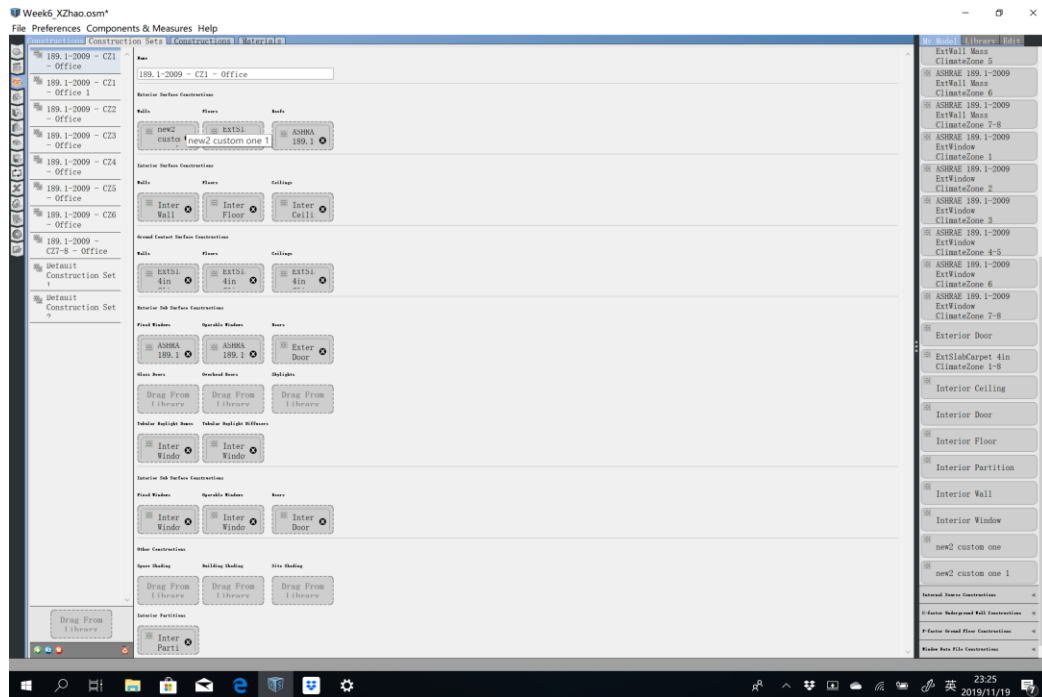 Week6_XZhao.osm*
File Preferences Components & Measures Help
Constructions Construction Sets Constructions Materials
My Model Library Edit
189.1-2009 - CZ1
- Office
189.1-2009 - CZ1
- Office 1
189.1-2009 - CZ2
- Office
189.1-2009 - CZ3
- Office
189.1-2009 - CZ4
- Office
189.1-2009 - CZ5
- Office
189.1-2009 - CZ6
- Office
189.1-2009 -
CZ7-8 - Office
Default
Construction Set
1
Default
Construction Set
2
Drag From
Library
Name
189.1-2009 - CZ1 - Office
Exterior Surface Constructions
Walls Floors Roofs
new2 ExtSl ASHRA
custo 189.1
new2 custom one 1
Interior Surface Constructions
Walls Floors Ceilings
Inter Inter Inter
Wall Floor Ceili
Ground Contact Surface Constructions
Walls Floors Ceilings
ExtSl ExtSl ExtSl
4in 4in 4in
Exterior Sub Surface Constructions
Fixed Windows Operable Windows Doors
ASHRA ASHRA Exter
189.1 189.1 Door
Glass Doors Overhead Doors Skylights
Drag From Drag From Drag From
Library Library Library
Tubular Daylight Domes Tubular Daylight Diffusers
Inter Inter
Windo Windo
Interior Sub Surface Constructions
Fixed Windows Operable Windows Doors
Inter Inter Inter
Windo Windo Door
Other Constructions
Space Shading Building Shading Site Shading
Drag From Drag From Drag From
Library Library Library
Interior Partitions
Inter
Parti
ExtWall Mass
ClimateZone 5
ASHRAE 189.1-2009
ExtWall Mass
ClimateZone 6
ASHRAE 189.1-2009
ExtWall Mass
ClimateZone 7-8
ASHRAE 189.1-2009
ExtWindow
ClimateZone 1
ASHRAE 189.1-2009
ExtWindow
ClimateZone 2
ASHRAE 189.1-2009
ExtWindow
ClimateZone 3
ASHRAE 189.1-2009
ExtWindow
ClimateZone 4-5
ASHRAE 189.1-2009
ExtWindow
ClimateZone 6
ASHRAE 189.1-2009
ExtWindow
ClimateZone 7-8
Exterior Door
ExtSlabCarpet 4in
ClimateZone 1-8
Interior Ceiling
Interior Door
Interior Floor
Interior Partition
Interior Wall
Interior Window
new2 custom one
new2 custom one 1
Internal Source Constructions
C-factor Underground Wall Constructions
F-factor Ground Floor Constructions
Window Data File Constructions
英
23:25
2019/11/19